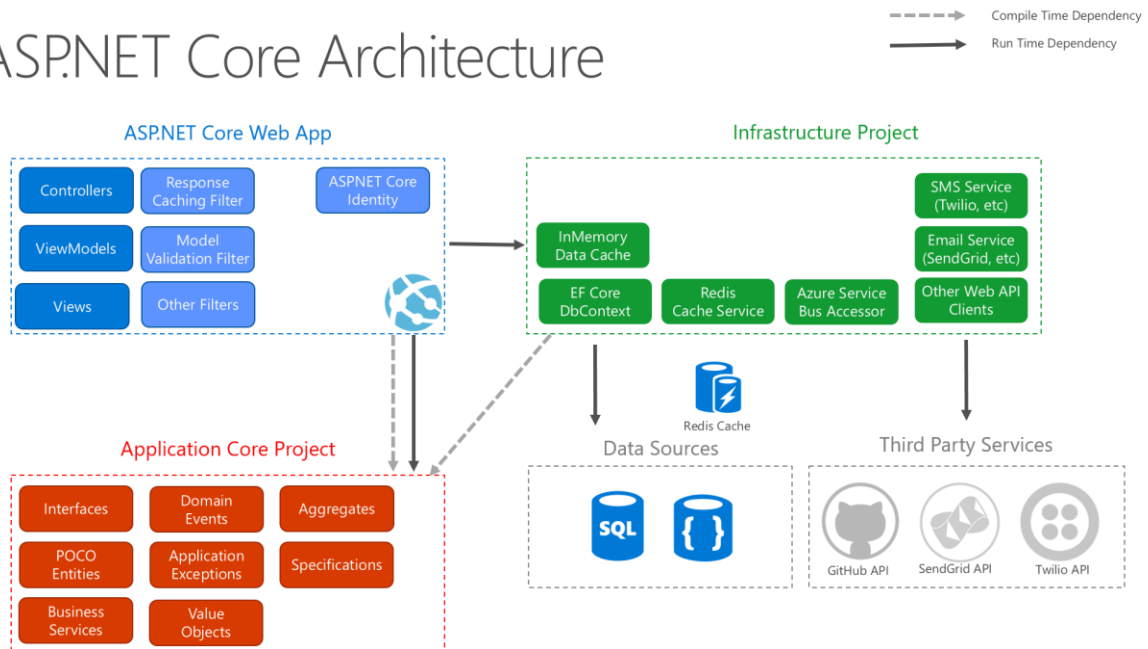 Compile Time Dependency
Run Time Dependency
ASP.NET Core Architecture
ASP.NET Core Web App
Controllers
Response
Caching Filter
ASP.NET Core
Identity
ViewModels
Model
Validation Filter
Views
Other Filters
Infrastructure Project
SMS Service
(Twilio, etc)
InMemory
Data Cache
Email Service
(SendGrid, etc)
EF Core
DbContext
Redis
Cache Service
Azure Service
Bus Accessor
Other Web API
Clients
Redis Cache
Application Core Project
Interfaces
Domain
Events
Aggregates
POCO
Entities
Application
Exceptions
Specifications
Business
Services
Value
Objects
Data Sources
SQL
{ }
Third Party Services
GitHub API
SendGrid API
Twilio API